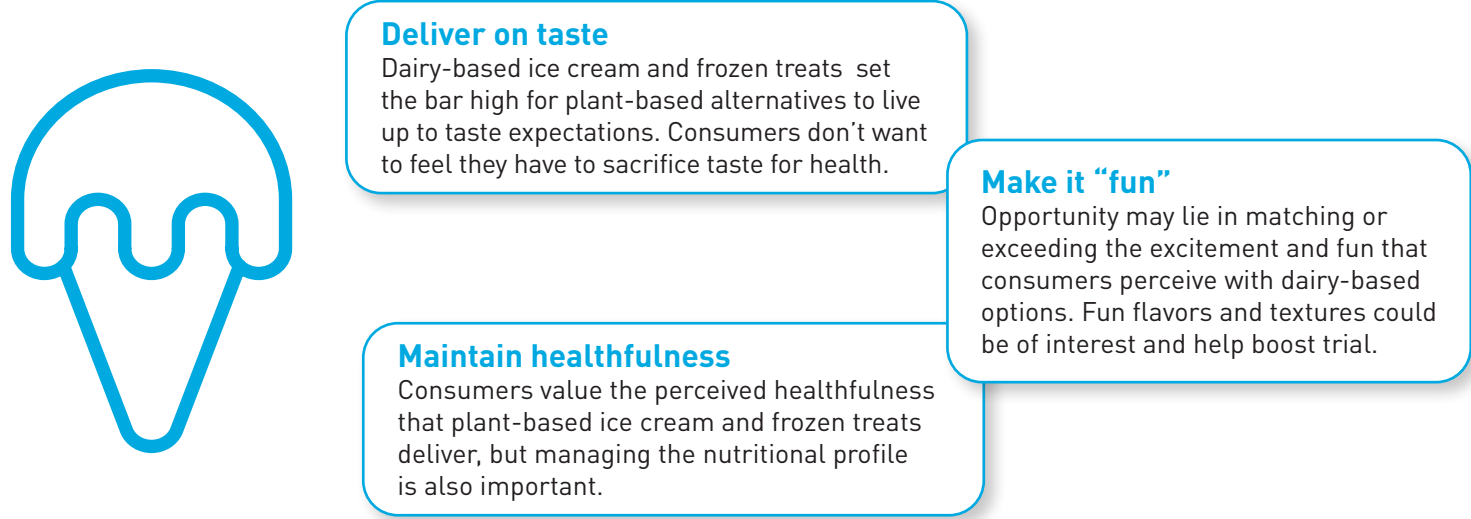 Deliver on taste
Dairy-based ice cream and frozen treats  set
the bar high for plant-based alternatives to live
up to taste expectations. Consumers don’t want
to feel they have to sacrifice taste for health.
Make it “fun”
Opportunity may lie in matching or
exceeding the excitement and fun that
consumers perceive with dairy-based
options. Fun flavors and textures could
be of interest and help boost trial.
Maintain healthfulness
Consumers value the perceived healthfulness
that plant-based ice cream and frozen treats
deliver, but managing the nutritional profile
is also important.